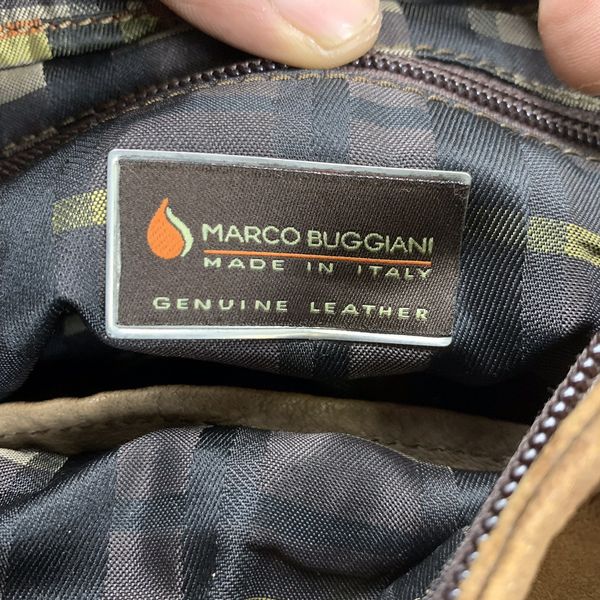 MARCO BUGGIANI
MADE IN ITALY
GENUINE LEATHER